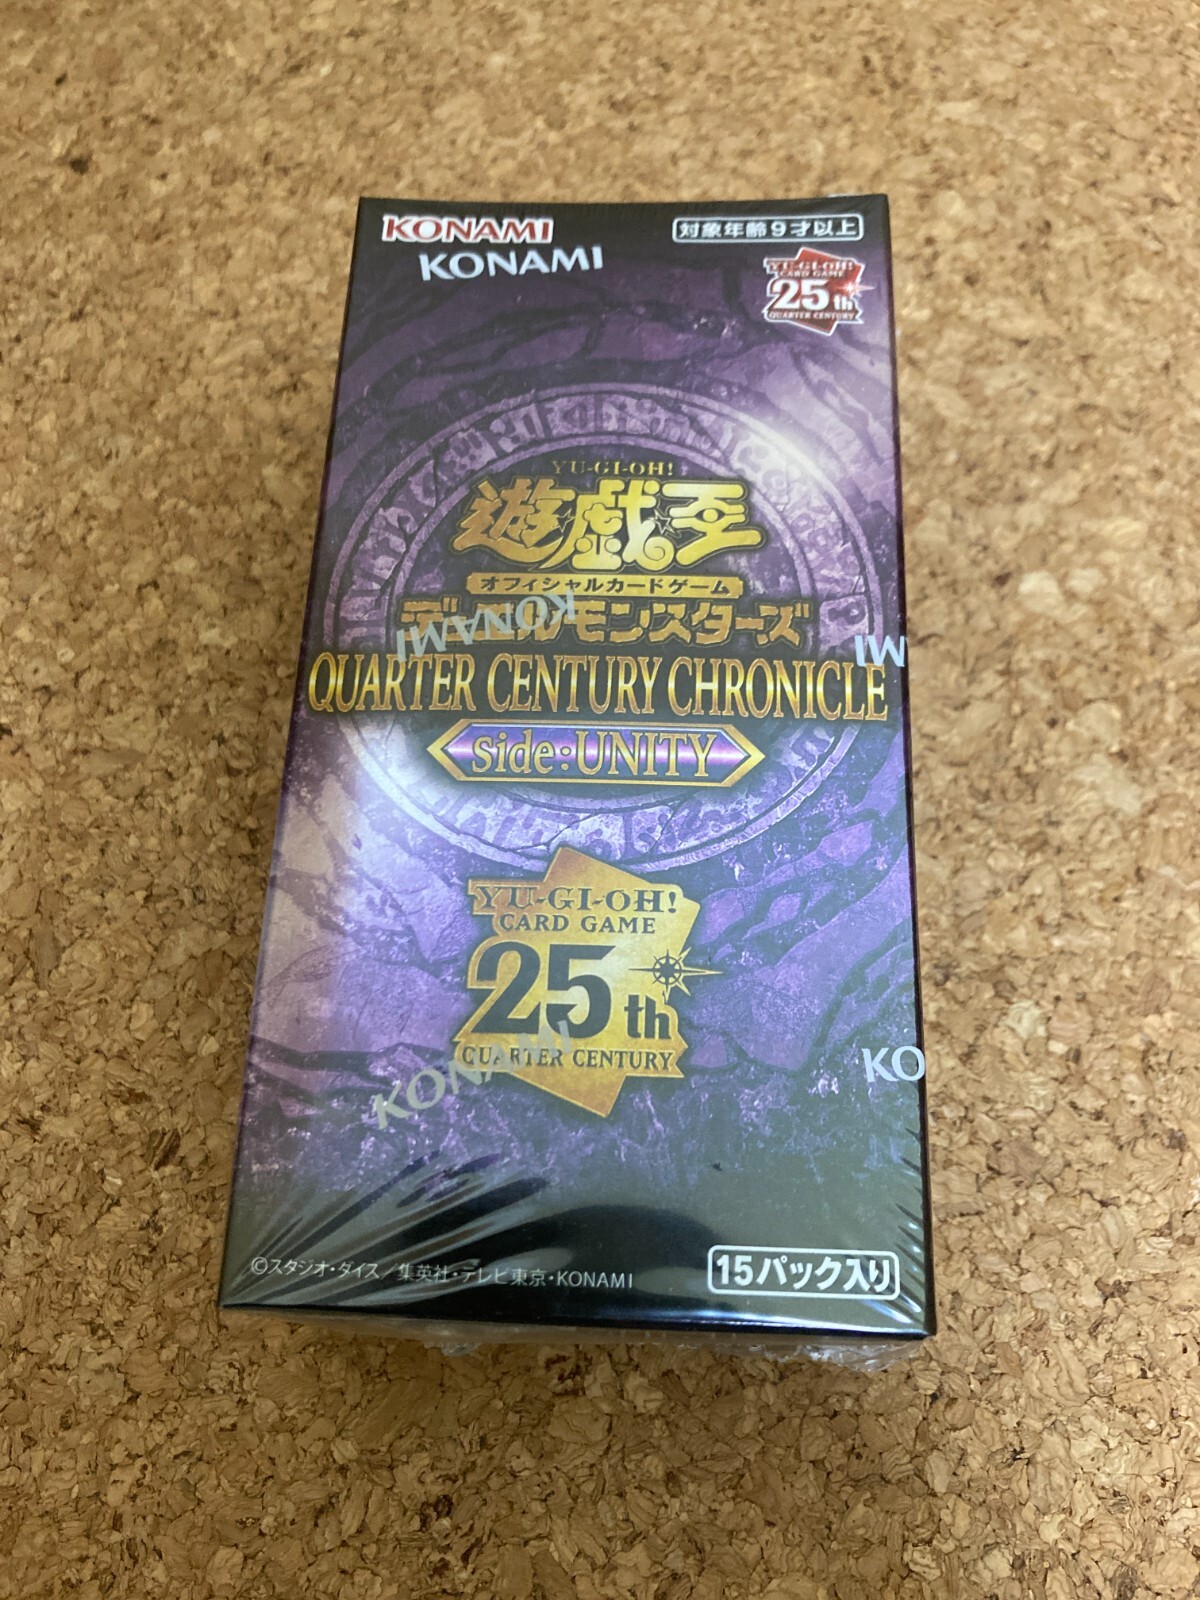 KONAMI
対象年齢9才以上
KONAMI
YU-GI-OH!
CARD GAME
25th
QUARTER CENTURY
YU-GI-OH!
遊☆戯☆王
オフィシャルカードゲーム
デュエルモンスターズ
KONAMI
KONAMI
MI
QUARTER CENTURY CHRONICLE
side:UNITY
YU-GI-OH!
CARD GAME
25th
QUARTER CENTURY
KONAMI
KO
©スタジオ・ダイス/集英社・テレビ東京・KONAMI
15パック入り